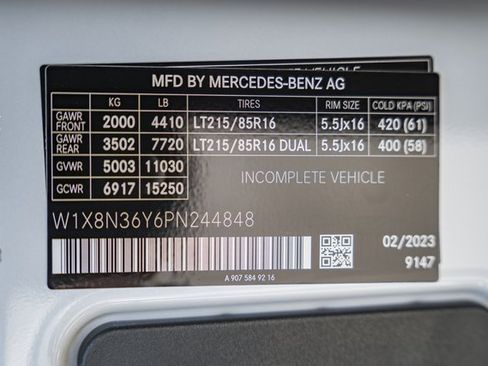 VEHICLE
MFD BY MERCEDES-BENZ AG
KG LB TIRES RIM SIZE COLD KPA (PSI)
GAWR FRONT 2000 4410 LT215/85R16 5.5Jx16 420 (61)
GAWR REAR 3502 7720 LT215/85R16 DUAL 5.5Jx16 400 (58)
GVWR 5003 11030
GCWR 6917 15250
INCOMPLETE VEHICLE
W1X8N36Y6PN244848
02/2023
9147
A 907 584 92 16